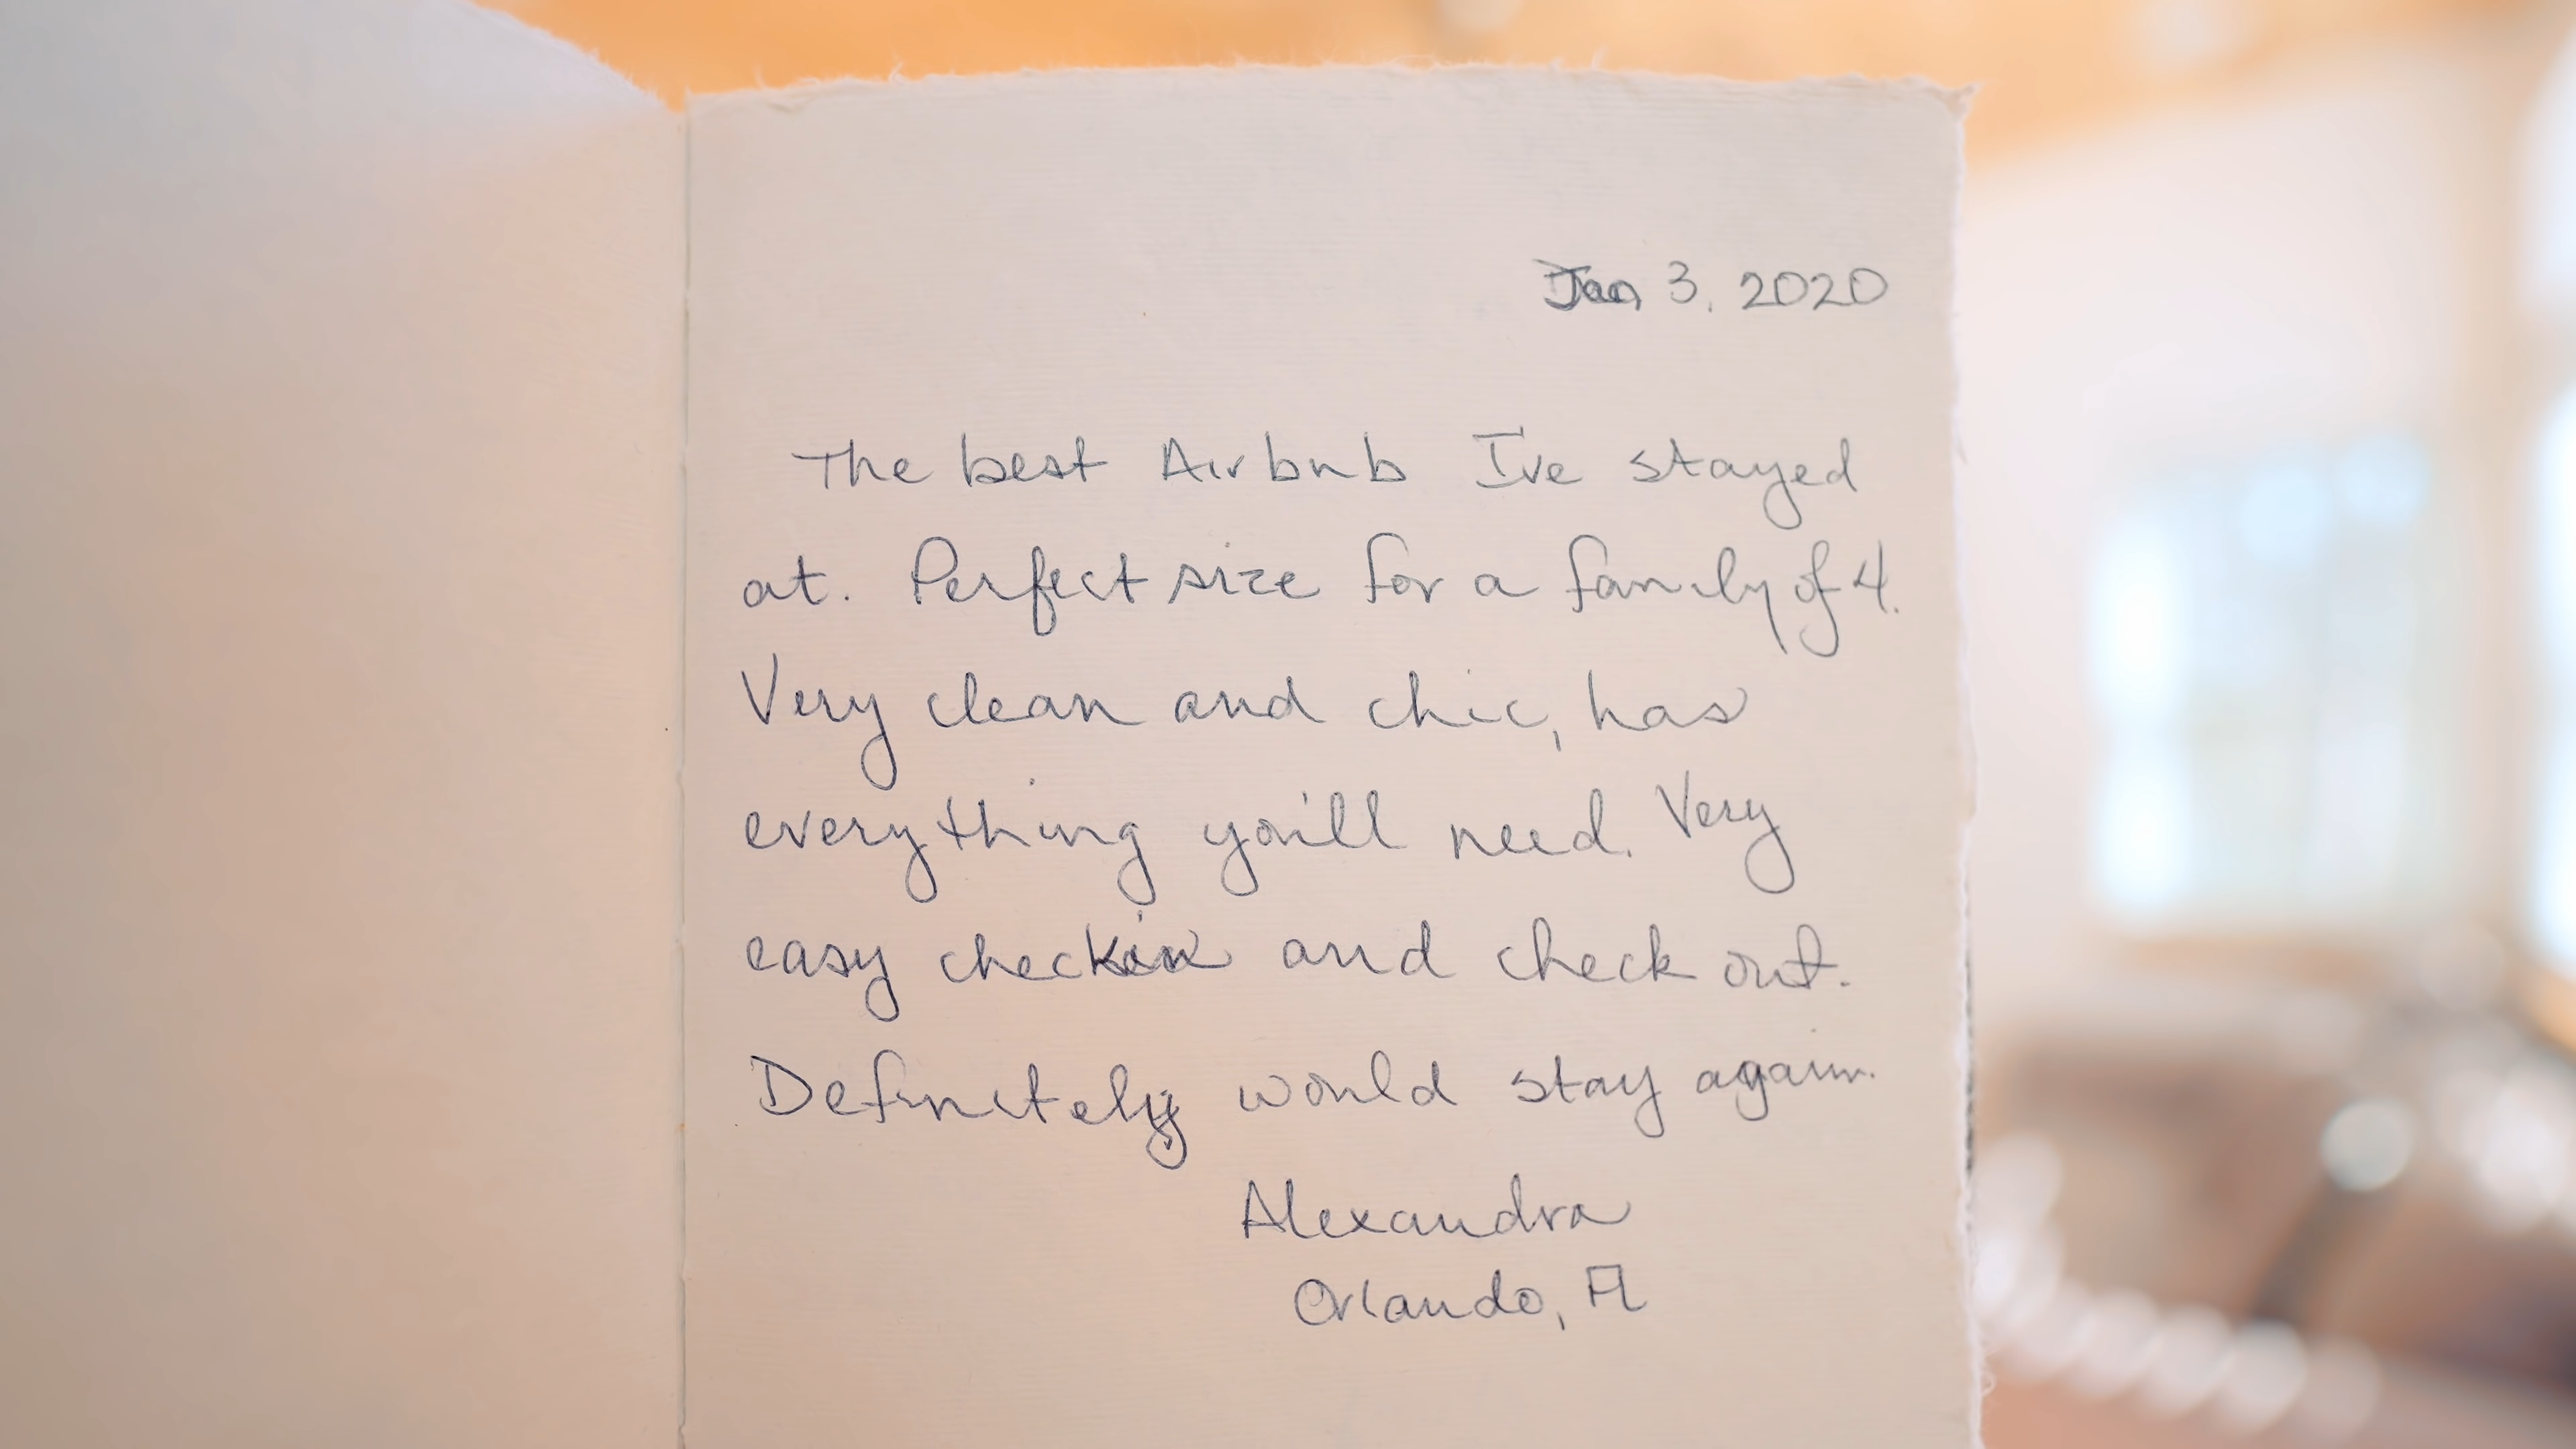 Jan 3, 2020
The best Airbnb I've stayed
at. Perfect size for a family of 4.
Very clean and chic, has
everything you'll need. Very
easy checkin and check out.
Definitely would stay again.
Alexandra
Orlando, FL